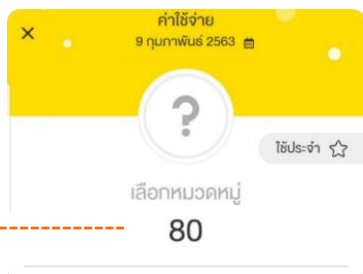 ค่าใช้จ่าย
9 กุมภาพันธ์ 2563
?
ใช้ประจำ
เลือกหมวดหมู่
80